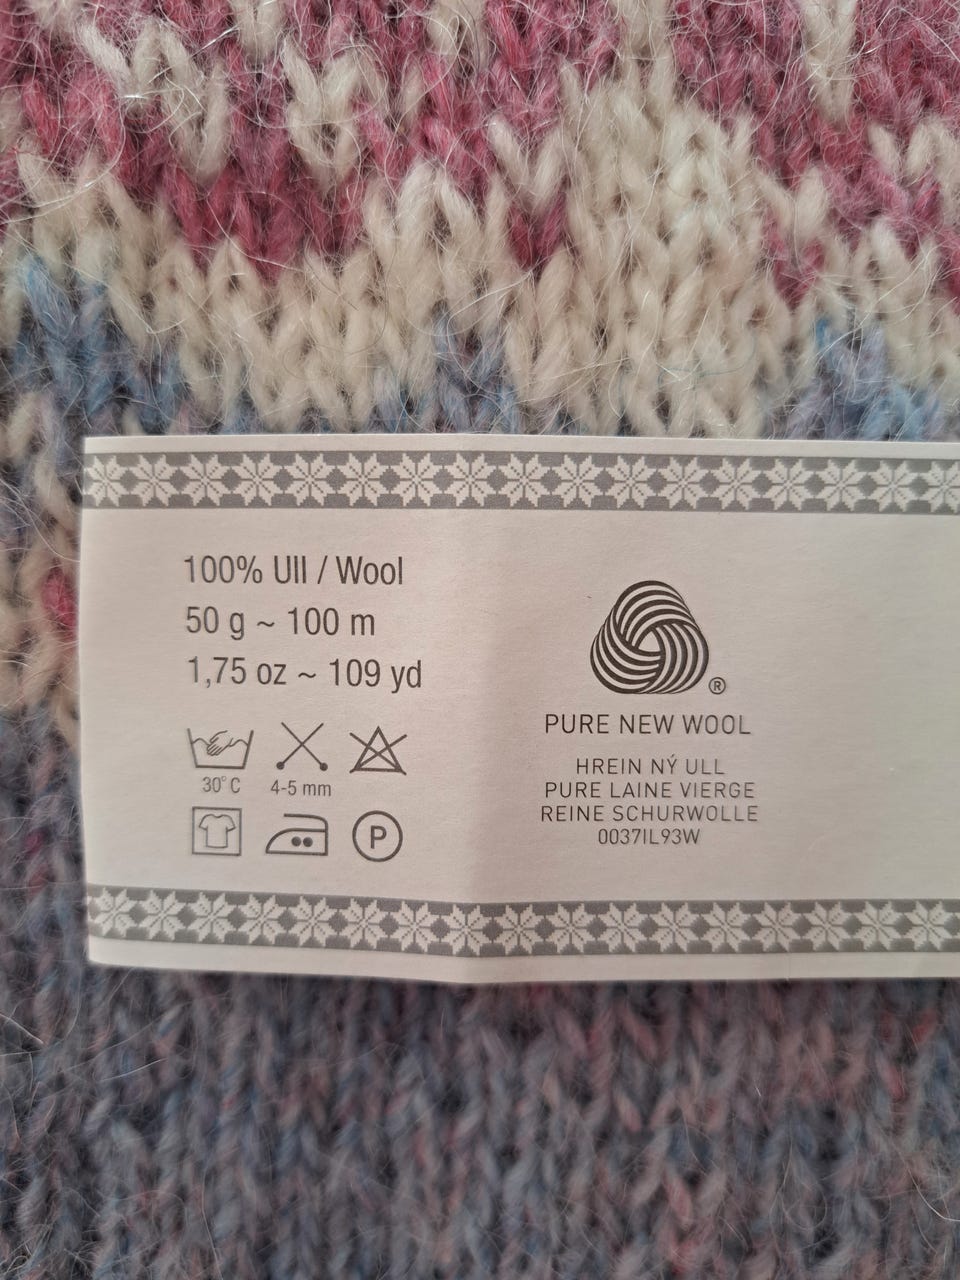 100% Ull / Wool
50 g ~ 100 m
1,75 oz ~ 109 yd
30° C
4-5 mm
P
®
PURE NEW WOOL
HREIN NÝ ULL
PURE LAINE VIERGE
REINE SCHURWOLLE
0037IL93W